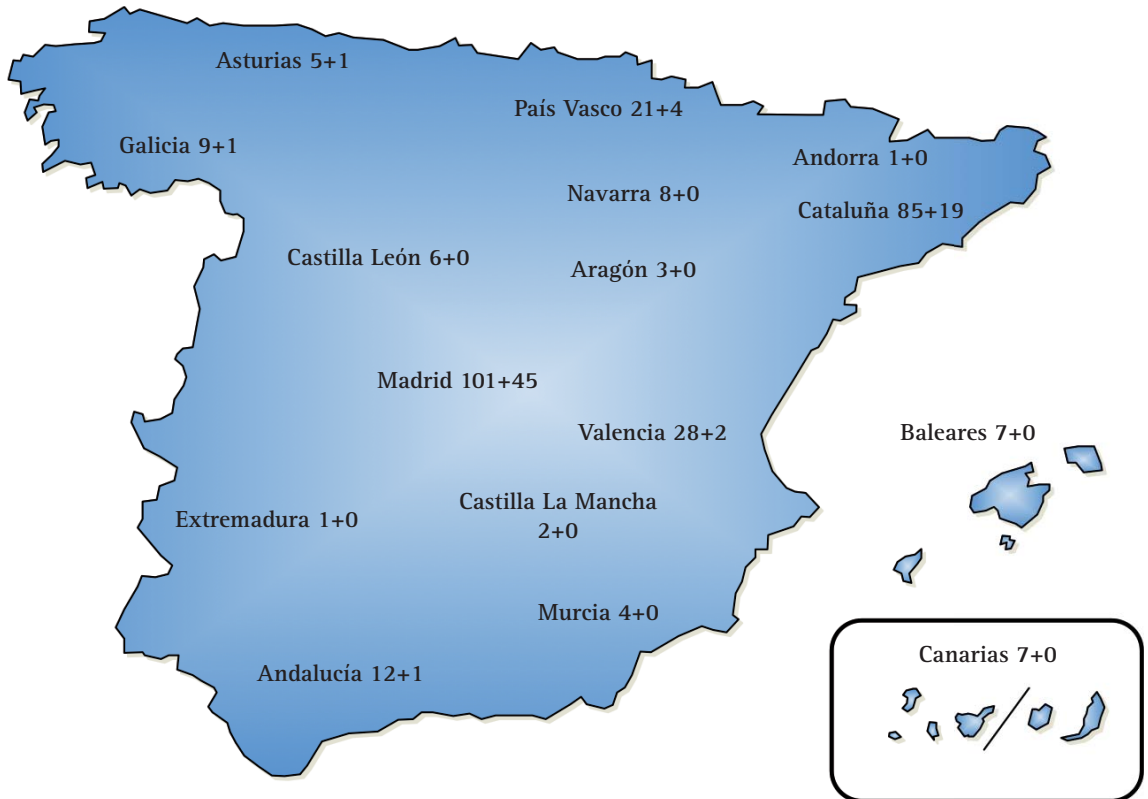 Asturias 5+1
País Vasco 21+4
Galicia 9+1
Andorra 1+0
Navarra 8+0
Cataluña 85+19
Castilla León 6+0
Aragón 3+0
Madrid 101+45
Valencia 28+2
Baleares 7+0
Castilla La Mancha
2+0
Extremadura 1+0
Murcia 4+0
Canarias 7+0
Andalucía 12+1